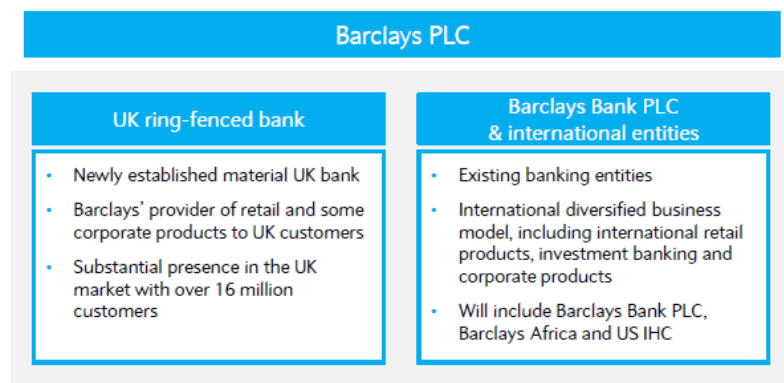 Barclays PLC
UK ring-fenced bank
• Newly established material UK bank
• Barclays' provider of retail and some
corporate products to UK customers
• Substantial presence in the UK
market with over 16 million
customers
Barclays Bank PLC
& international entities
• Existing banking entities
• International diversified business
model, including international retail
products, investment banking and
corporate products
• Will include Barclays Bank PLC,
Barclays Africa and US IHC